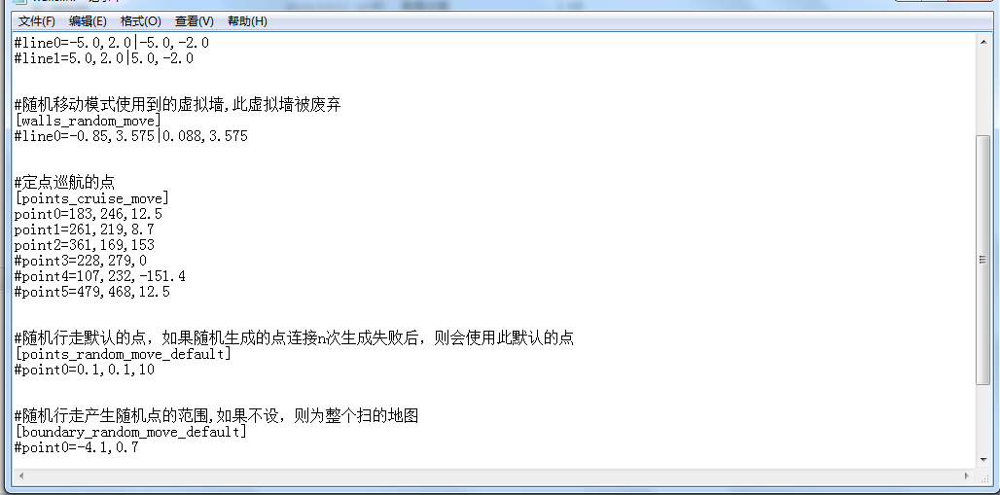 文件(F) 编辑(E) 格式(O) 查看(V) 帮助(H)
#line0=-5.0,2.0|-5.0,-2.0
#line1=5.0,2.0|5.0,-2.0
#随机移动模式使用到的虚拟墙,此虚拟墙被废弃
[walls_random_move]
#line0=-0.85,3.575|0.088,3.575
#定点巡航的点
[points_cruise_move]
point0=183,246,12.5
point1=261,219,8.7
point2=361,169,153
#point3=228,279,0
#point4=107,232,-151.4
#point5=479,468,12.5
#随机行走默认的点，如果随机生成的点连接n次生成失败后，则会使用此默认的点
[points_random_move_default]
#point0=0.1,0.1,10
#随机行走产生随机点的范围,如果不设，则为整个扫的地图
[boundary_random_move_default]
#point0=-4.1,0.7